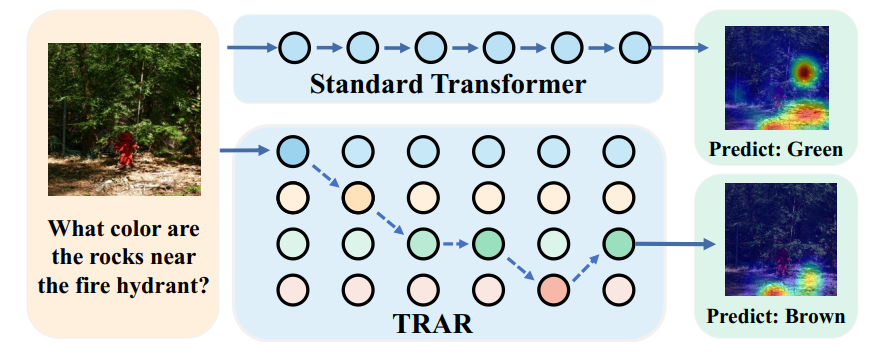 Standard Transformer
What color are
the rocks near
the fire hydrant?
TRAR
Predict: Green
Predict: Brown